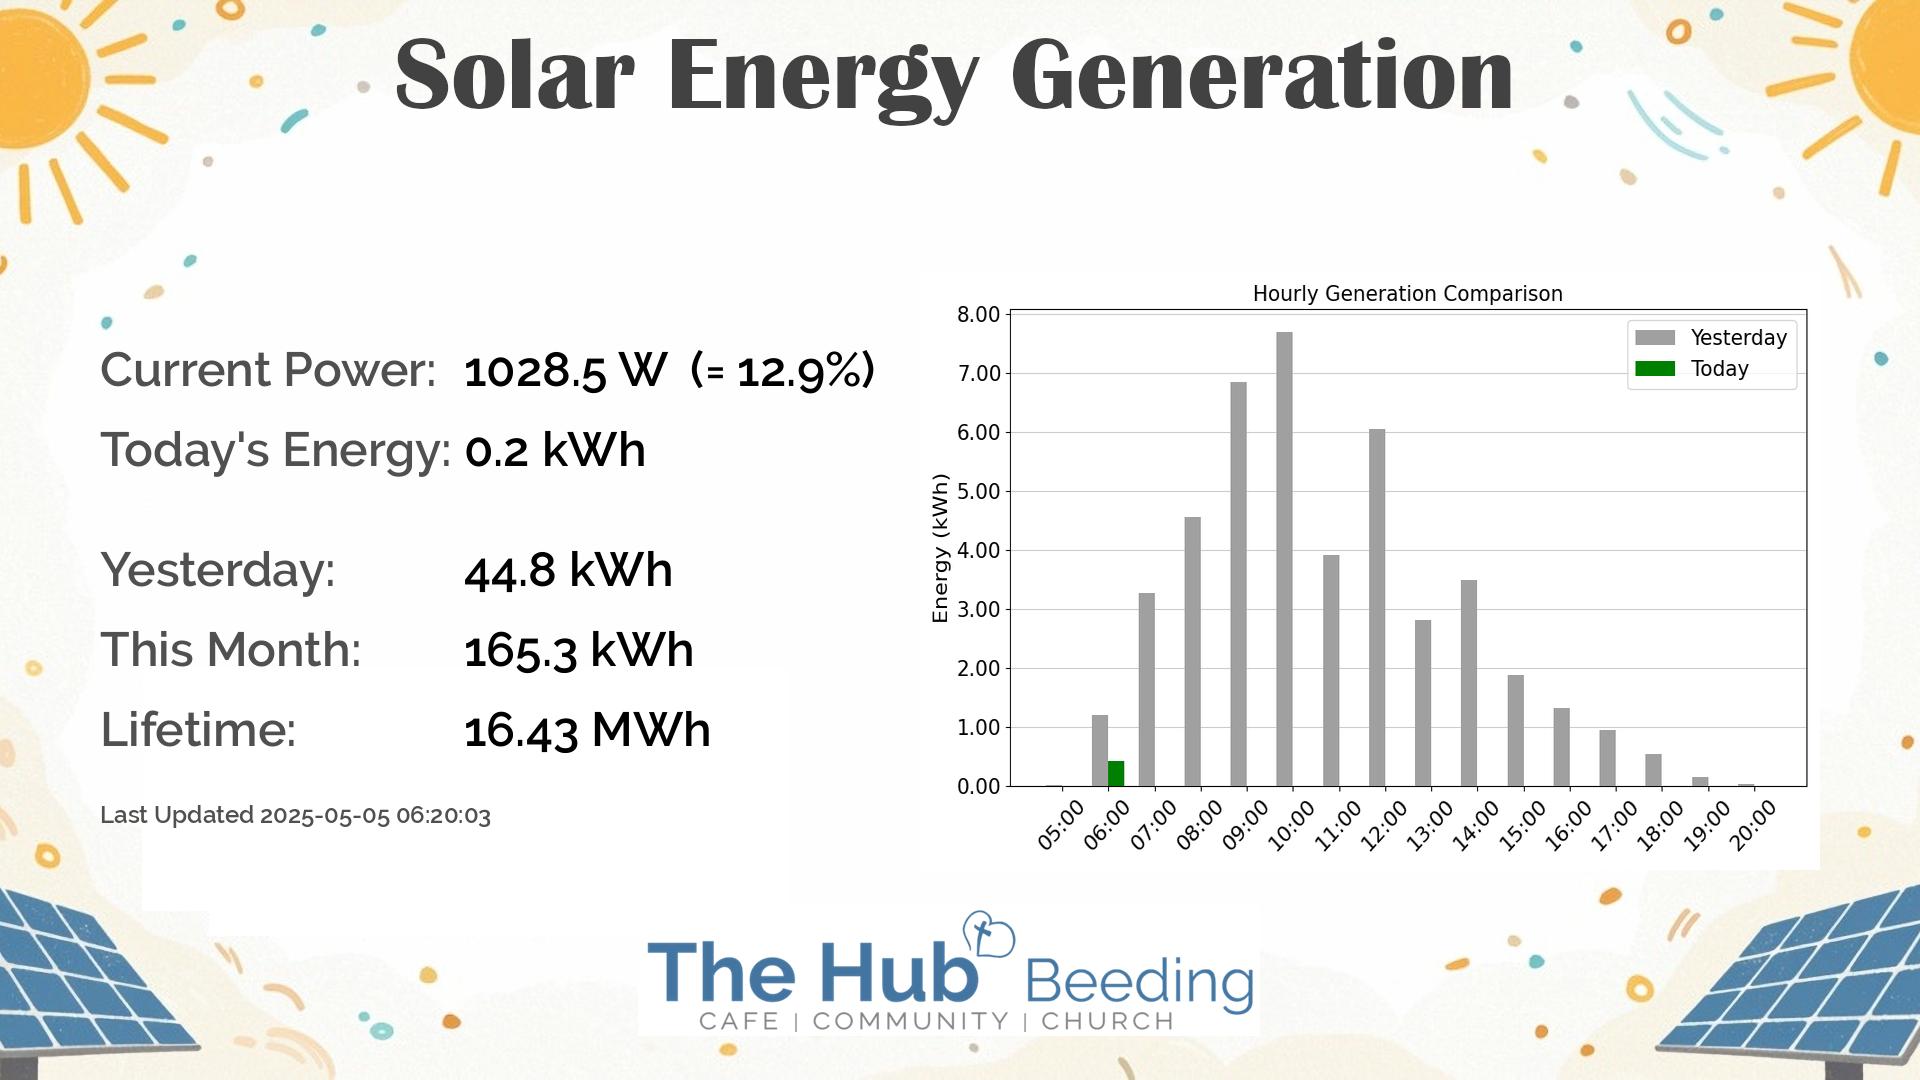 Solar Energy Generation
Current Power: 1028.5 W (= 12.9%)
Today's Energy: 0.2 kWh
Yesterday: 44.8 kWh
This Month: 165.3 kWh
Lifetime: 16.43 MWh
Last Updated 2025-05-05 06:20:03
Hourly Generation Comparison
Yesterday
Today
Energy (kWh)
8.00
7.00
6.00
5.00
4.00
3.00
2.00
1.00
0.00
05:00 06:00 07:00 08:00 09:00 10:00 11:00 12:00 13:00 14:00 15:00 16:00 17:00 18:00 19:00 20:00
The Hub Beeding
CAFE | COMMUNITY | CHURCH